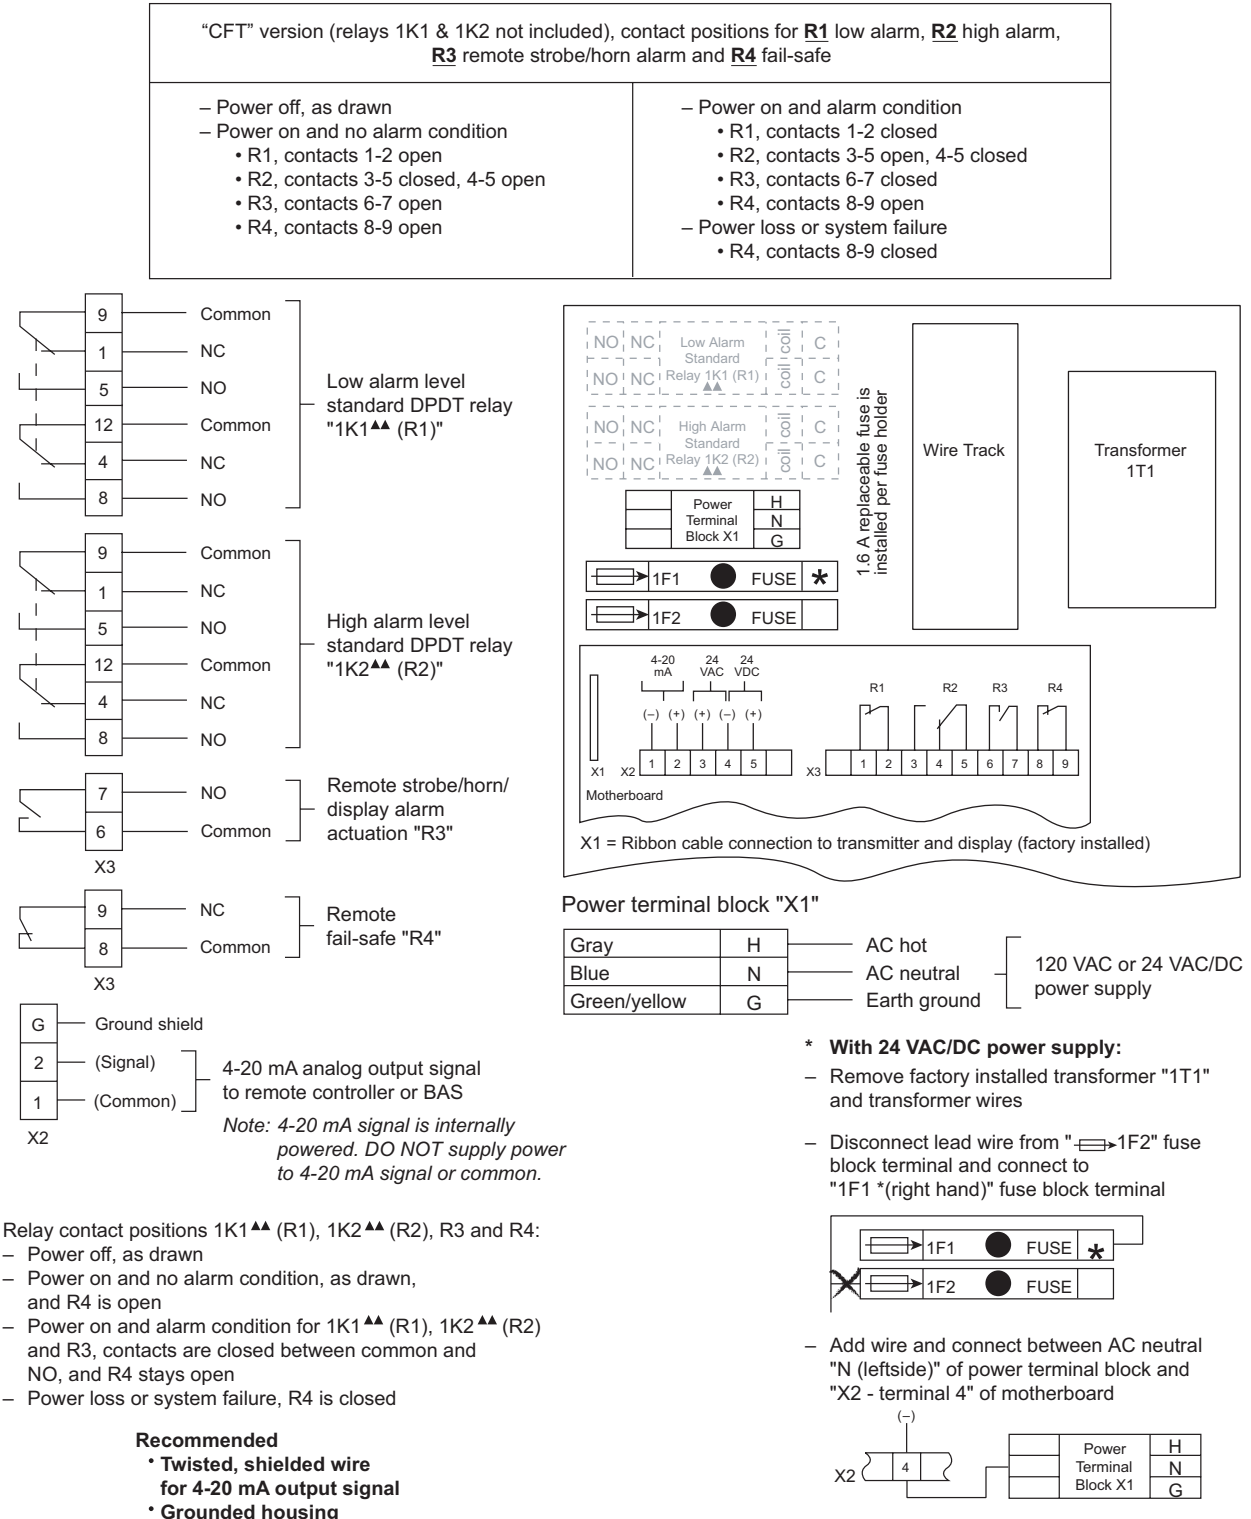 “CFT” version (relays 1K1 & 1K2 not included), contact positions for R1 low alarm, R2 high alarm,
R3 remote strobe/horn alarm and R4 fail-safe
– Power off, as drawn
– Power on and no alarm condition
• R1, contacts 1-2 open
• R2, contacts 3-5 closed, 4-5 open
• R3, contacts 6-7 open
• R4, contacts 8-9 open
– Power on and alarm condition
• R1, contacts 1-2 closed
• R2, contacts 3-5 open, 4-5 closed
• R3, contacts 6-7 closed
• R4, contacts 8-9 open
– Power loss or system failure
• R4, contacts 8-9 closed
9 Common
1 NC
5 NO
12 Common
4 NC
8 NO
Low alarm level
standard DPDT relay
"1K1▲▲ (R1)"
9 Common
1 NC
5 NO
12 Common
4 NC
8 NO
High alarm level
standard DPDT relay
"1K2▲▲ (R2)"
7 NO
6 Common
X3
Remote strobe/horn/
display alarm
actuation "R3"
9 NC
8 Common
X3
Remote
fail-safe "R4"
G Ground shield
2 (Signal)
1 (Common)
X2
4-20 mA analog output signal
to remote controller or BAS
Note: 4-20 mA signal is internally
powered. DO NOT supply power
to 4-20 mA signal or common.
Relay contact positions 1K1▲▲ (R1), 1K2▲▲ (R2), R3 and R4:
– Power off, as drawn
– Power on and no alarm condition, as drawn,
and R4 is open
– Power on and alarm condition for 1K1▲▲ (R1), 1K2▲▲ (R2)
and R3, contacts are closed between common and
NO, and R4 stays open
– Power loss or system failure, R4 is closed
Recommended
• Twisted, shielded wire
for 4-20 mA output signal
• Grounded housing
NO NC Low Alarm coil C
Standard
NO NC Relay 1K1 (R1) coil C
▲▲
NO NC High Alarm coil C
Standard
NO NC Relay 1K2 (R2) coil C
▲▲
Power H
Terminal N
Block X1 G
1F1 FUSE *
1F2 FUSE
1.6 A replaceable fuse is
installed per fuse holder
Wire Track
Transformer
1T1
4-20 24 24
mA VAC VDC
(–) (+) (+) (–) (+)
X1 X2 1 2 3 4 5
R1 R2 R3 R4
X3 1 2 3 4 5 6 7 8 9
Motherboard
X1 = Ribbon cable connection to transmitter and display (factory installed)
Power terminal block "X1"
Gray H AC hot
Blue N AC neutral
Green/yellow G Earth ground
120 VAC or 24 VAC/DC
power supply
* With 24 VAC/DC power supply:
– Remove factory installed transformer "1T1"
and transformer wires
– Disconnect lead wire from "1F2" fuse
block terminal and connect to
"1F1 *(right hand)" fuse block terminal
1F1 FUSE *
1F2 FUSE
– Add wire and connect between AC neutral
"N (leftside)" of power terminal block and
"X2 - terminal 4" of motherboard
(–)
X2 4
Power H
Terminal N
Block X1 G